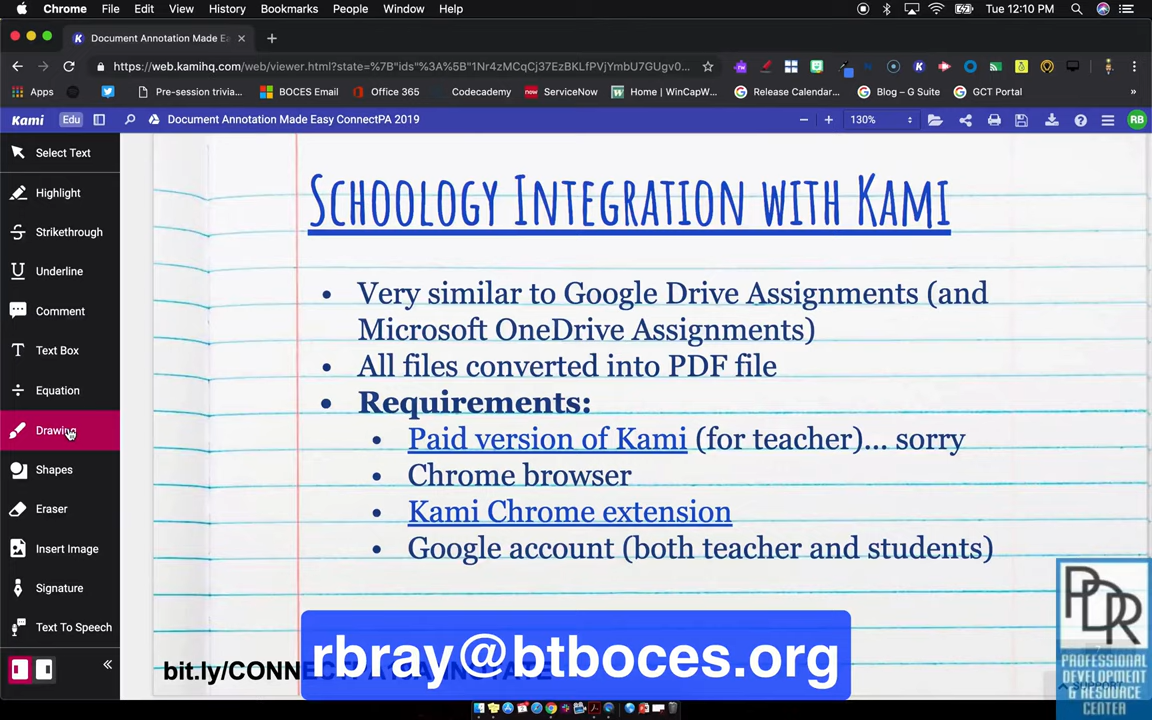 Chrome File Edit View History Bookmarks People Window Help Tue 12:10 PM
Document Annotation Made Ea
https://web.kamihq.com/web/viewer.html?state=%7B"ids"%3A%5B"1Nr4zMCqCj37EzBKLfPVjYmbU7GUgv0...
Apps Pre-session trivia... BOCES Email Office 365 Codecademy ServiceNow Home | WinCapW... Release Calendar... Blog – G Suite GCT Portal
Kami Edu Document Annotation Made Easy ConnectPA 2019 130% RB
Select Text
Highlight
Strikethrough
Underline
Comment
Text Box
Equation
Drawing
Shapes
Eraser
Insert Image
Signature
Text To Speech
SCHOOLOGY INTEGRATION WITH KAMI
• Very similar to Google Drive Assignments (and
Microsoft OneDrive Assignments)
• All files converted into PDF file
• Requirements:
• Paid version of Kami (for teacher)... sorry
• Chrome browser
• Kami Chrome extension
• Google account (both teacher and students)
rbray@btboces.org
PDRC
PROFESSIONAL
DEVELOPMENT
& RESOURCE
CENTER